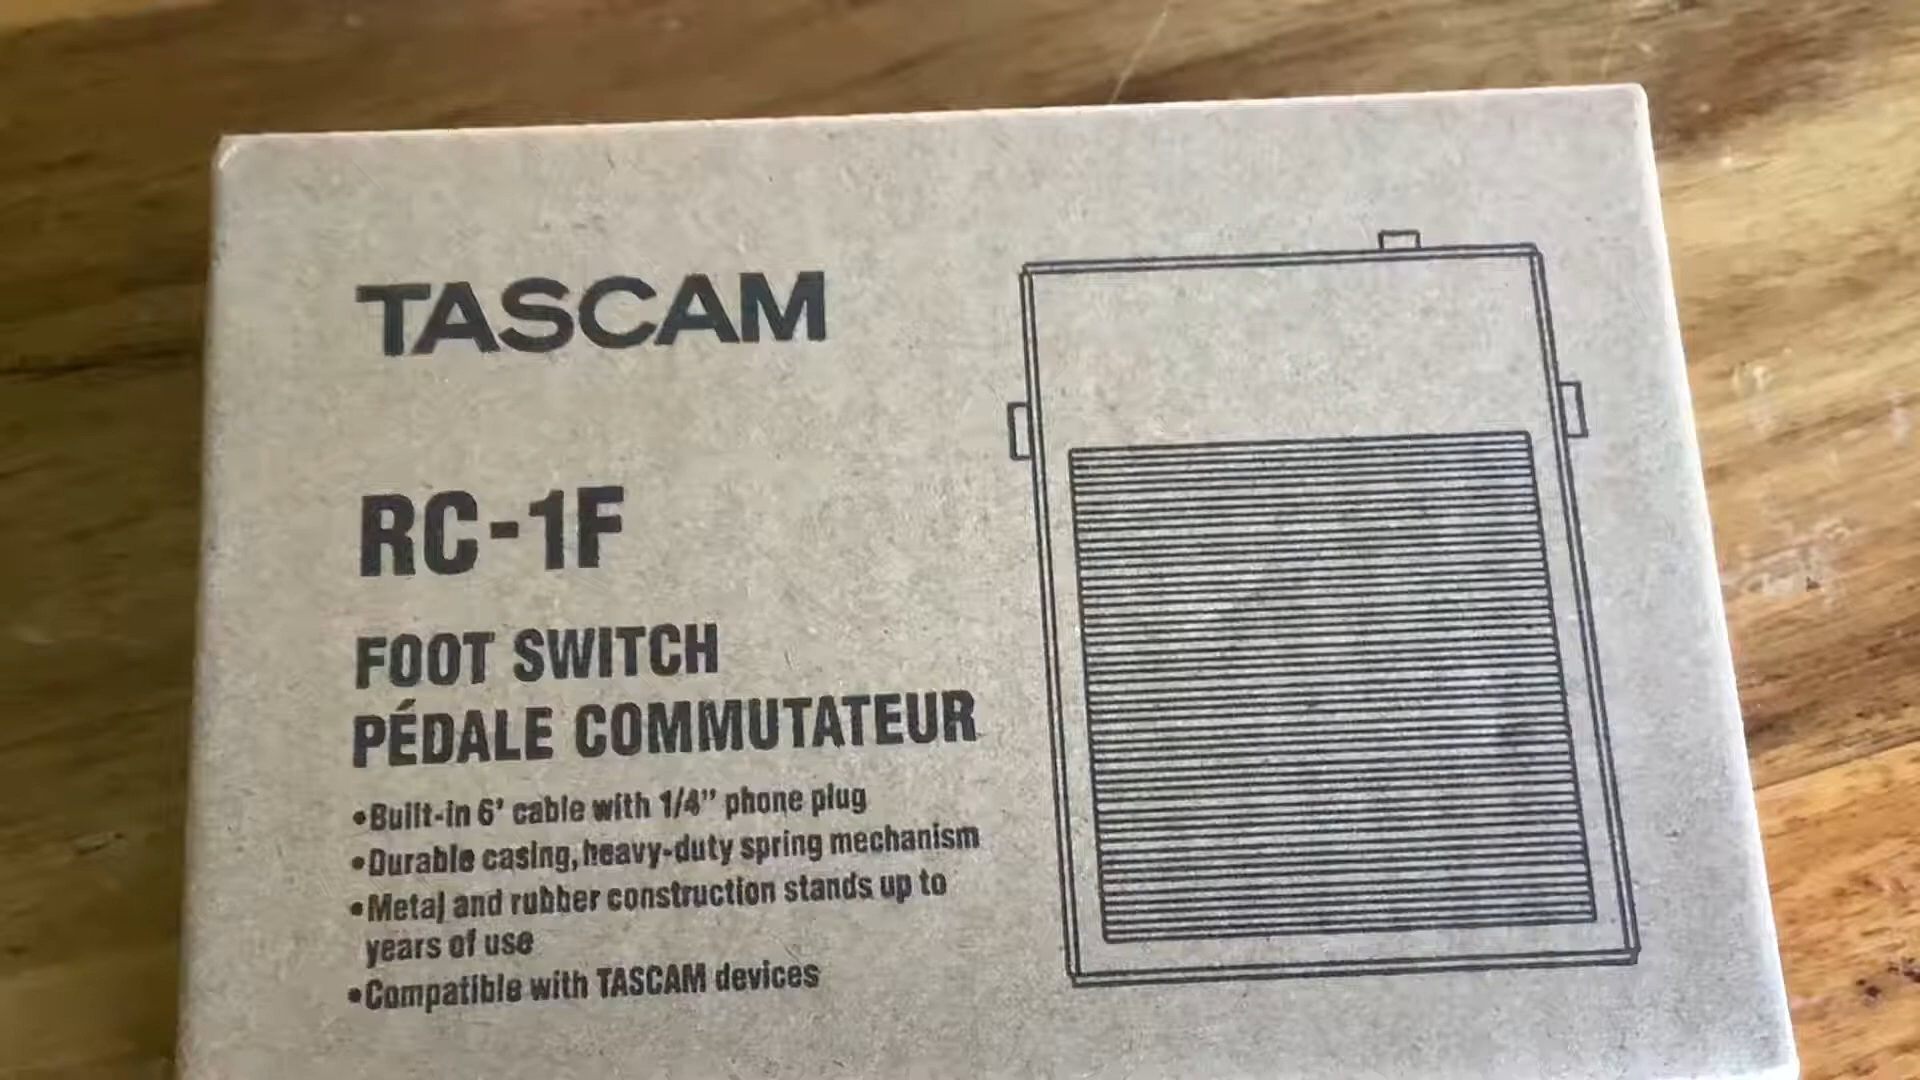 TASCAM
RC-1F
FOOT SWITCH
PÉDALE COMMUTATEUR
•Built-in 6' cable with 1/4” phone plug
•Durable casing, heavy-duty spring mechanism
•Metal and rubber construction stands up to
years of use
•Compatible with TASCAM devices